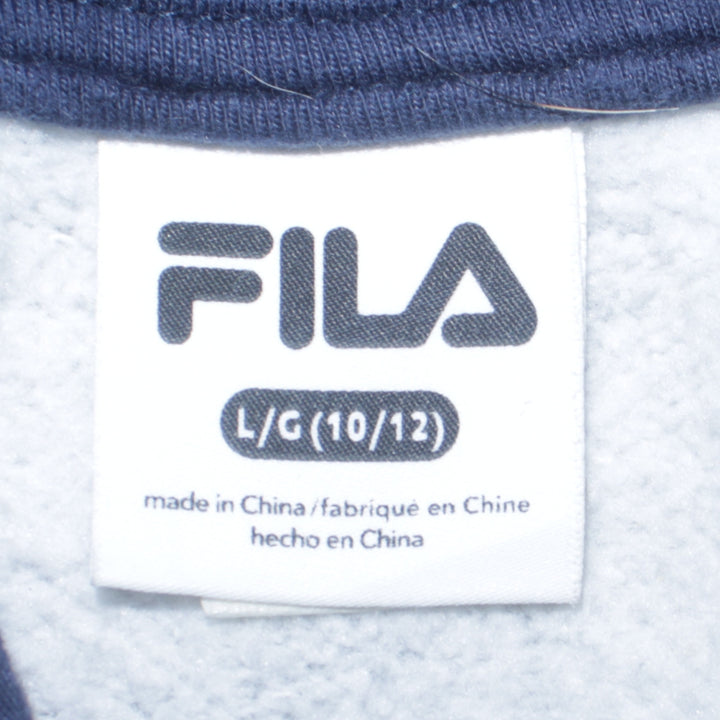 FILA
L/G (10/12)
made in China/fabriqué en Chine
hecho en China